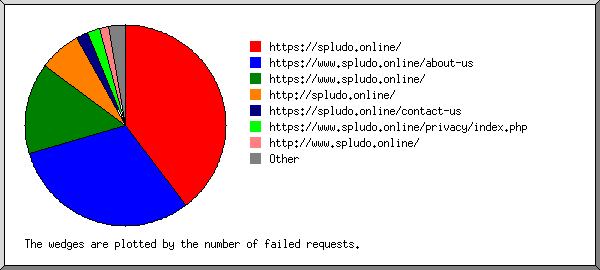 https://spludo.online/
https://www.spludo.online/about-us
https://www.spludo.online/
http://spludo.online/
https://spludo.online/contact-us
https://www.spludo.online/privacy/index.php
http://www.spludo.online/
Other
The wedges are plotted by the number of failed requests.